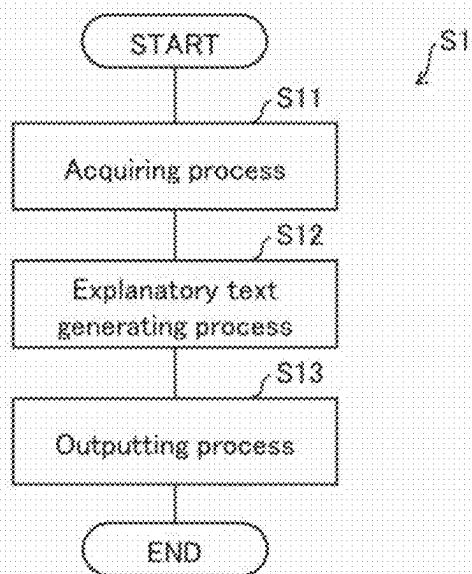 START
S1
S11
Acquiring process
S12
Explanatory text
generating process
S13
Outputting process
END